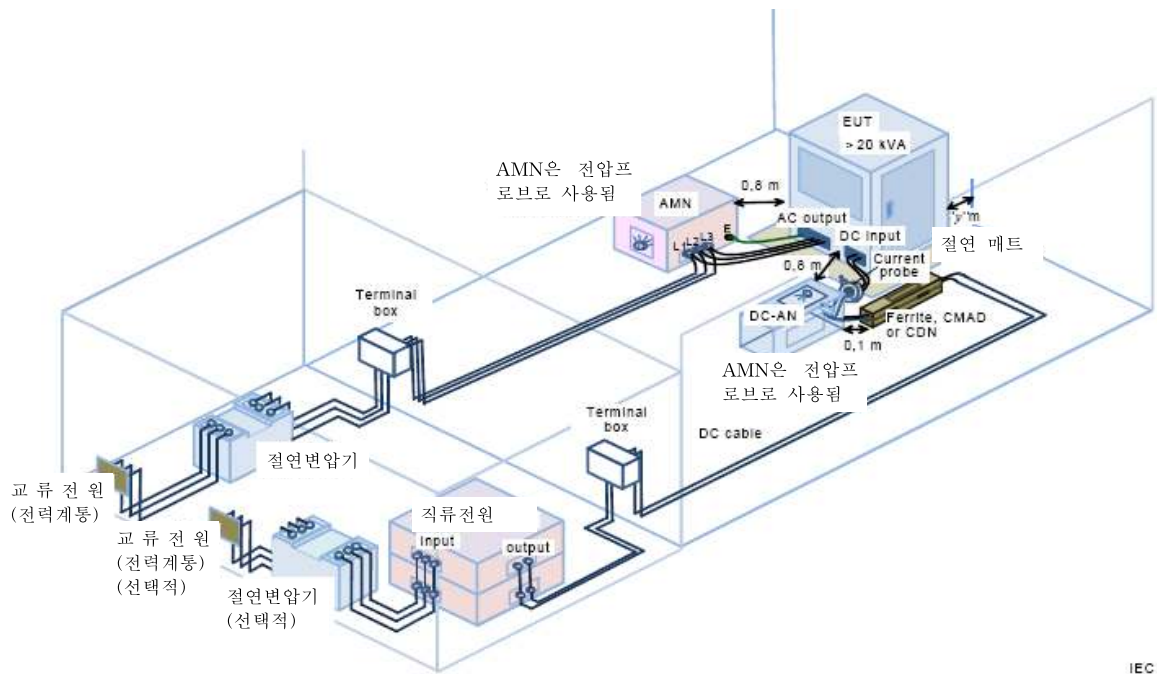 EUT
> 20 kVA
AMN은 전압프
로브로 사용됨
0,8 m
AMN
"y"m
AC output
E
L1
L2
L3
DC input
절연 매트
Current
probe
0,8 m
Terminal
box
DC-AN
Ferrite, CMAD
or CDN
0,1 m
AMN은 전압프
로브로 사용됨
Terminal
box
DC cable
절연변압기
교류전원
(전력계통)
직류전원
교류전원
(전력계통)
(선택적)
input
output
절연변압기
(선택적)
IEC